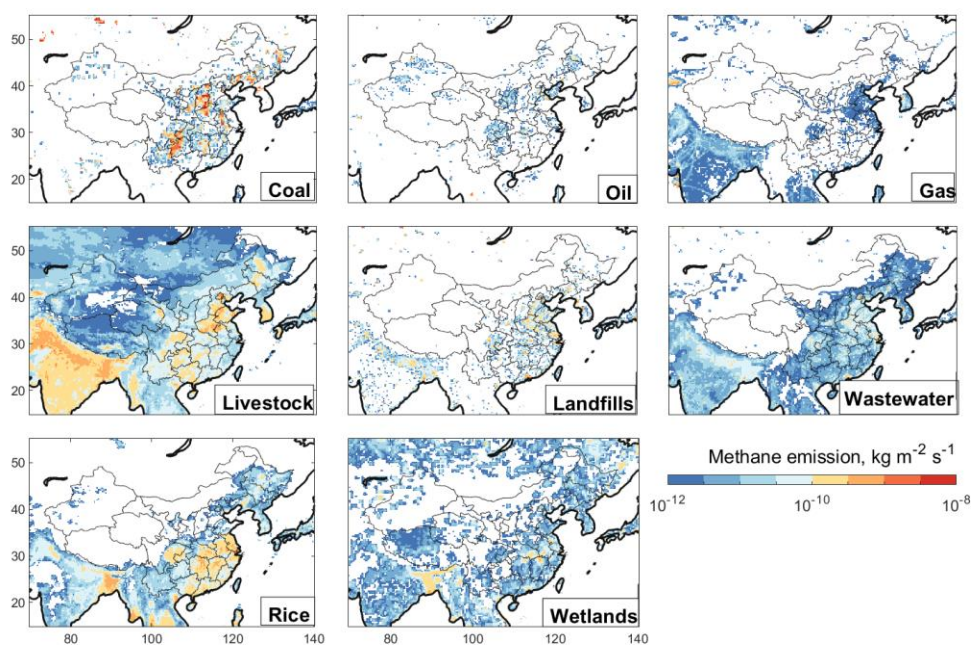 50
40
30
20
Coal
Oil
Gas
50
40
30
20
Livestock
Landfills
Wastewater
50
40
30
20
Rice
Wetlands
Methane emission, kg m⁻² s⁻¹
10⁻¹²
10⁻¹⁰
10⁻⁸
80
100
120
140
80
100
120
140